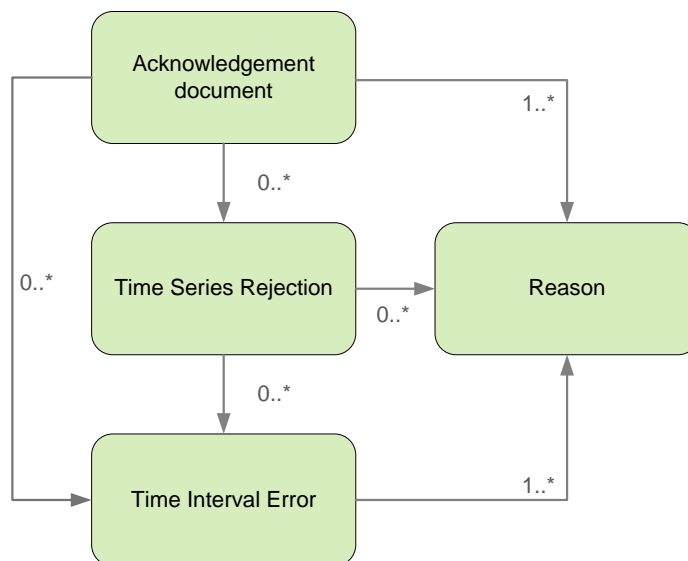 Acknowledgement
document
1..*
0..*
0..*
Time Series Rejection
Reason
0..*
0..*
Time Interval Error
1..*